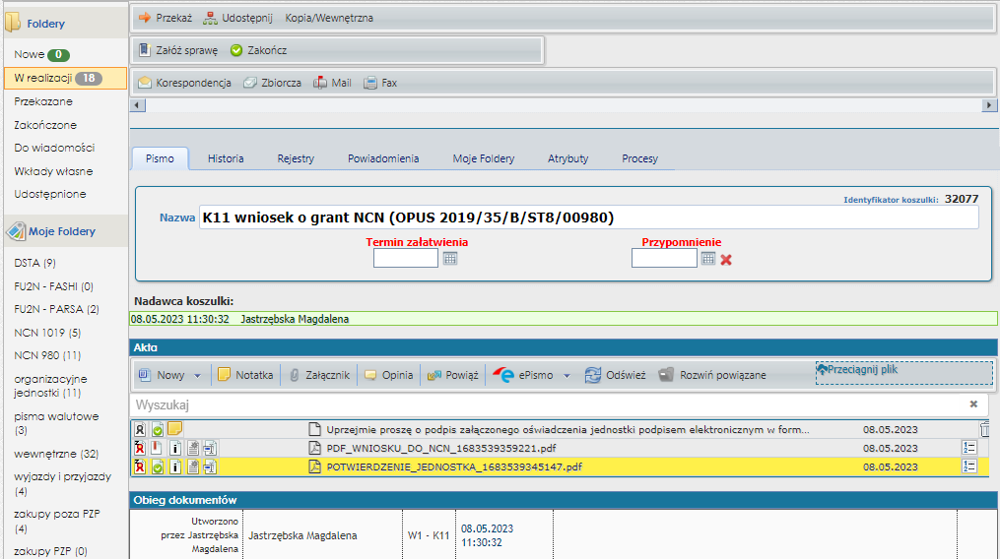 Foldery
Nowe 0
W realizacji 18
Przekazane
Zakończone
Do wiadomości
Wkłady własne
Udostępnione
Moje Foldery
DSTA (9)
FU2N - FASHI (0)
FU2N - PARSA (2)
NCN 1019 (5)
NCN 980 (11)
organizacyjne
jednostki (11)
pisma walutowe
(3)
wewnętrzne (32)
wyjazdy i przyjazdy
(4)
zakupy poza PZP
(4)
zakupy PZP (0)
Przekaż Udostępnij Kopia/Wewnętrzna
Załóż sprawę Zakończ
Korespondencja Zbiorcza Mail Fax
Pismo Historia Rejestry Powiadomienia Moje Foldery Atrybuty Procesy
Identyfikator koszulki: 32077
Nazwa K11 wniosek o grant NCN (OPUS 2019/35/B/ST8/00980)
Termin załatwienia Przypomnienie
Nadawca koszulki:
08.05.2023 11:30:32 Jastrzębska Magdalena
Akta
Nowy Notatka Załącznik Opinia Powiąż ePismo Odśwież Rozwiń powiązane Przeciągnij plik
Wyszukaj
Uprzejmie proszę o podpis załączonego oświadczenia jednostki podpisem elektronicznym w form... 08.05.2023
PDF_WNIOSKU_DO_NCN_1683539359221.pdf 08.05.2023
POTWIERDZENIE_JEDNOSTKA_1683539345147.pdf 08.05.2023
Obieg dokumentów
Utworzono
przez Jastrzębska
Magdalena
Jastrzębska Magdalena
W1 - K11
08.05.2023
11:30:32